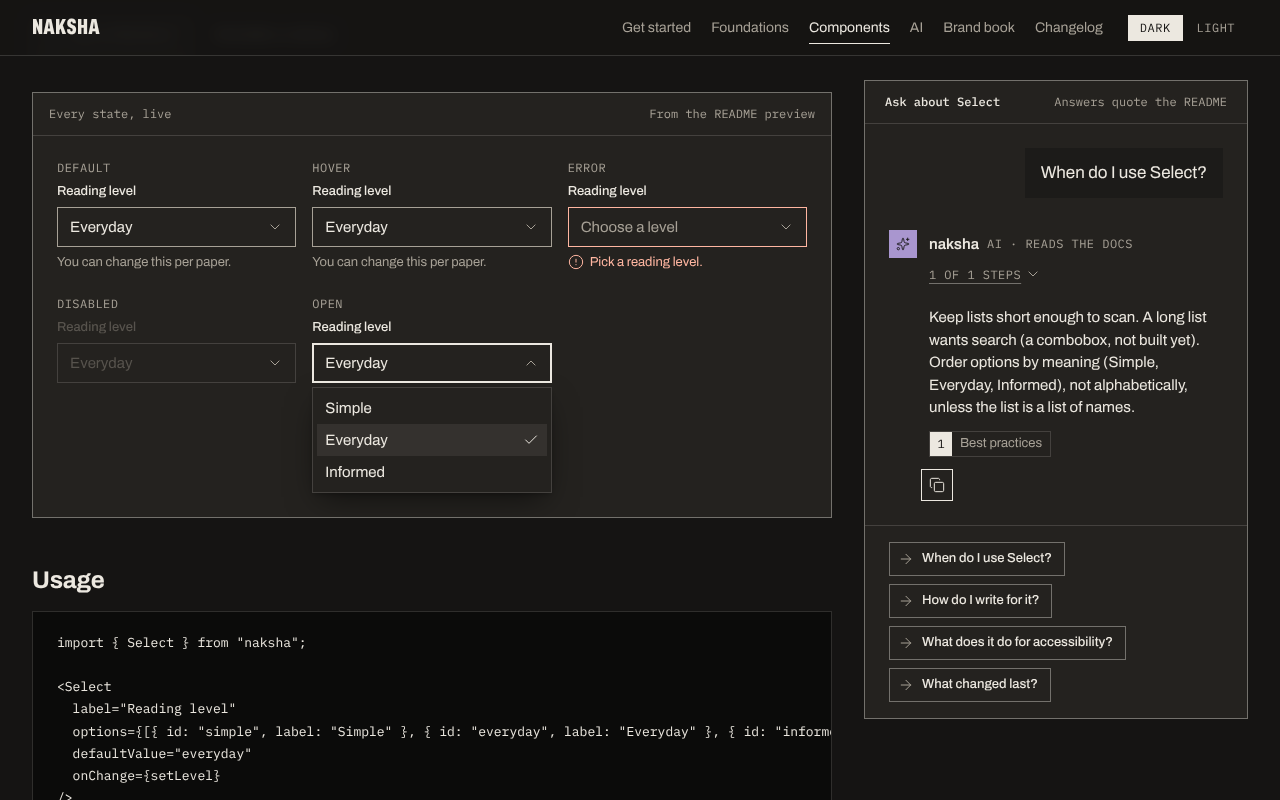 NAKSHA
Get started
Foundations
Components
AI
Brand book
Changelog
DARK
LIGHT
Every state, live
From the README preview
DEFAULT
Reading level
Everyday
You can change this per paper.
HOVER
Reading level
Everyday
You can change this per paper.
ERROR
Reading level
Choose a level
Pick a reading level.
DISABLED
Reading level
Everyday
OPEN
Reading level
Everyday
Simple
Everyday
Informed
Usage
import { Select } from "naksha";
<Select
label="Reading level"
options={[{ id: "simple", label: "Simple" }, { id: "everyday", label: "Everyday" }, { id: "informe
defaultValue="everyday"
onChange={setLevel}
/>
Ask about Select
Answers quote the README
When do I use Select?
naksha AI · READS THE DOCS
1 OF 1 STEPS
Keep lists short enough to scan. A long list
wants search (a combobox, not built yet).
Order options by meaning (Simple,
Everyday, Informed), not alphabetically,
unless the list is a list of names.
1 Best practices
When do I use Select?
How do I write for it?
What does it do for accessibility?
What changed last?